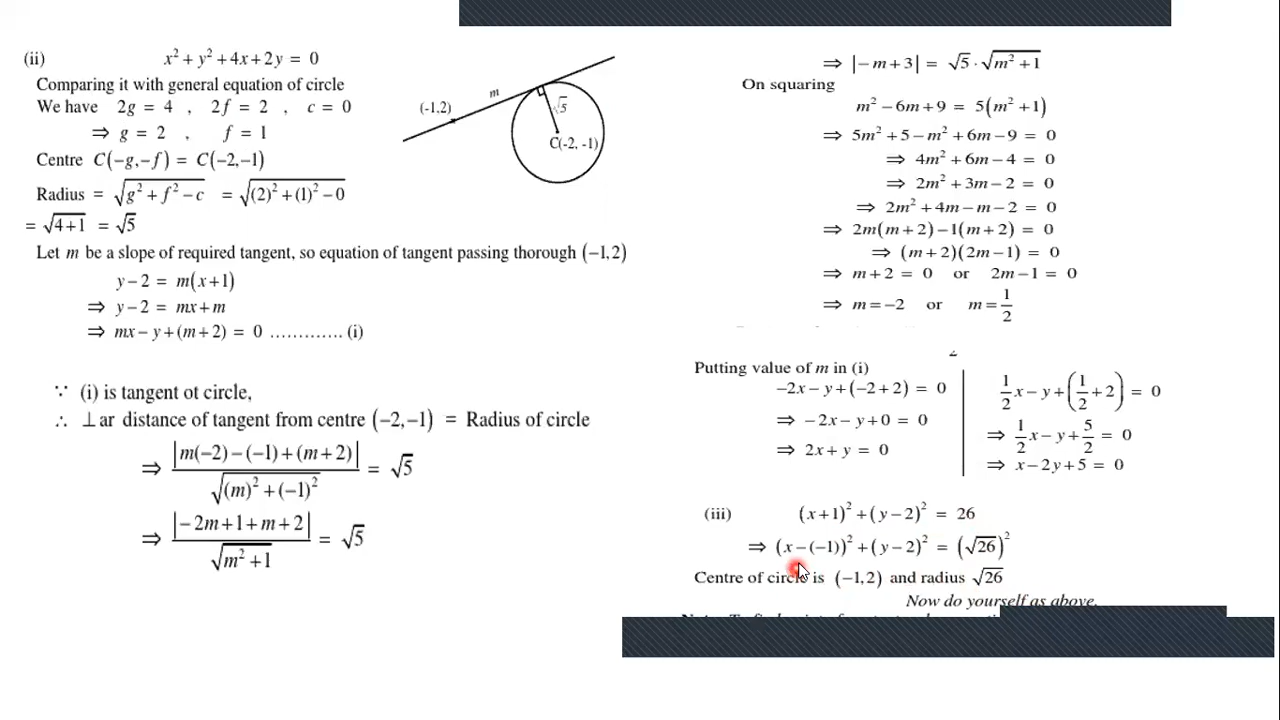 (ii) x² + y² + 4x + 2y = 0
Comparing it with general equation of circle
We have 2g = 4 , 2f = 2 , c = 0
⇒ g = 2 , f = 1
Centre C(−g,−f) = C(−2,−1)
Radius = √(g² + f² − c) = √((2)² + (1)² − 0)
= √(4+1) = √5
Let m be a slope of required tangent, so equation of tangent passing thorough (−1,2)
y − 2 = m(x+1)
⇒ y − 2 = mx + m
⇒ mx − y + (m+2) = 0 ............. (i)
(-1,2)
m
√5
C(-2, -1)
∵ (i) is tangent ot circle,
∴ ⊥ar distance of tangent from centre (−2,−1) = Radius of circle
⇒ |m(−2) − (−1) + (m+2)| / √((m)² + (−1)²) = √5
⇒ |−2m + 1 + m + 2| / √(m² + 1) = √5
⇒ |−m + 3| = √5 · √(m² + 1)
On squaring
m² − 6m + 9 = 5(m² + 1)
⇒ 5m² + 5 − m² + 6m − 9 = 0
⇒ 4m² + 6m − 4 = 0
⇒ 2m² + 3m − 2 = 0
⇒ 2m² + 4m − m − 2 = 0
⇒ 2m(m+2) − 1(m+2) = 0
⇒ (m+2)(2m−1) = 0
⇒ m + 2 = 0 or 2m − 1 = 0
⇒ m = −2 or m = 1/2
Putting value of m in (i)
−2x − y + (−2+2) = 0
⇒ −2x − y + 0 = 0
⇒ 2x + y = 0
1/2 x − y + (1/2 + 2) = 0
⇒ 1/2 x − y + 5/2 = 0
⇒ x − 2y + 5 = 0
(iii) (x+1)² + (y−2)² = 26
⇒ (x − (−1))² + (y−2)² = (√26)²
Centre of circle is (−1,2) and radius √26
Now do yourself as above.